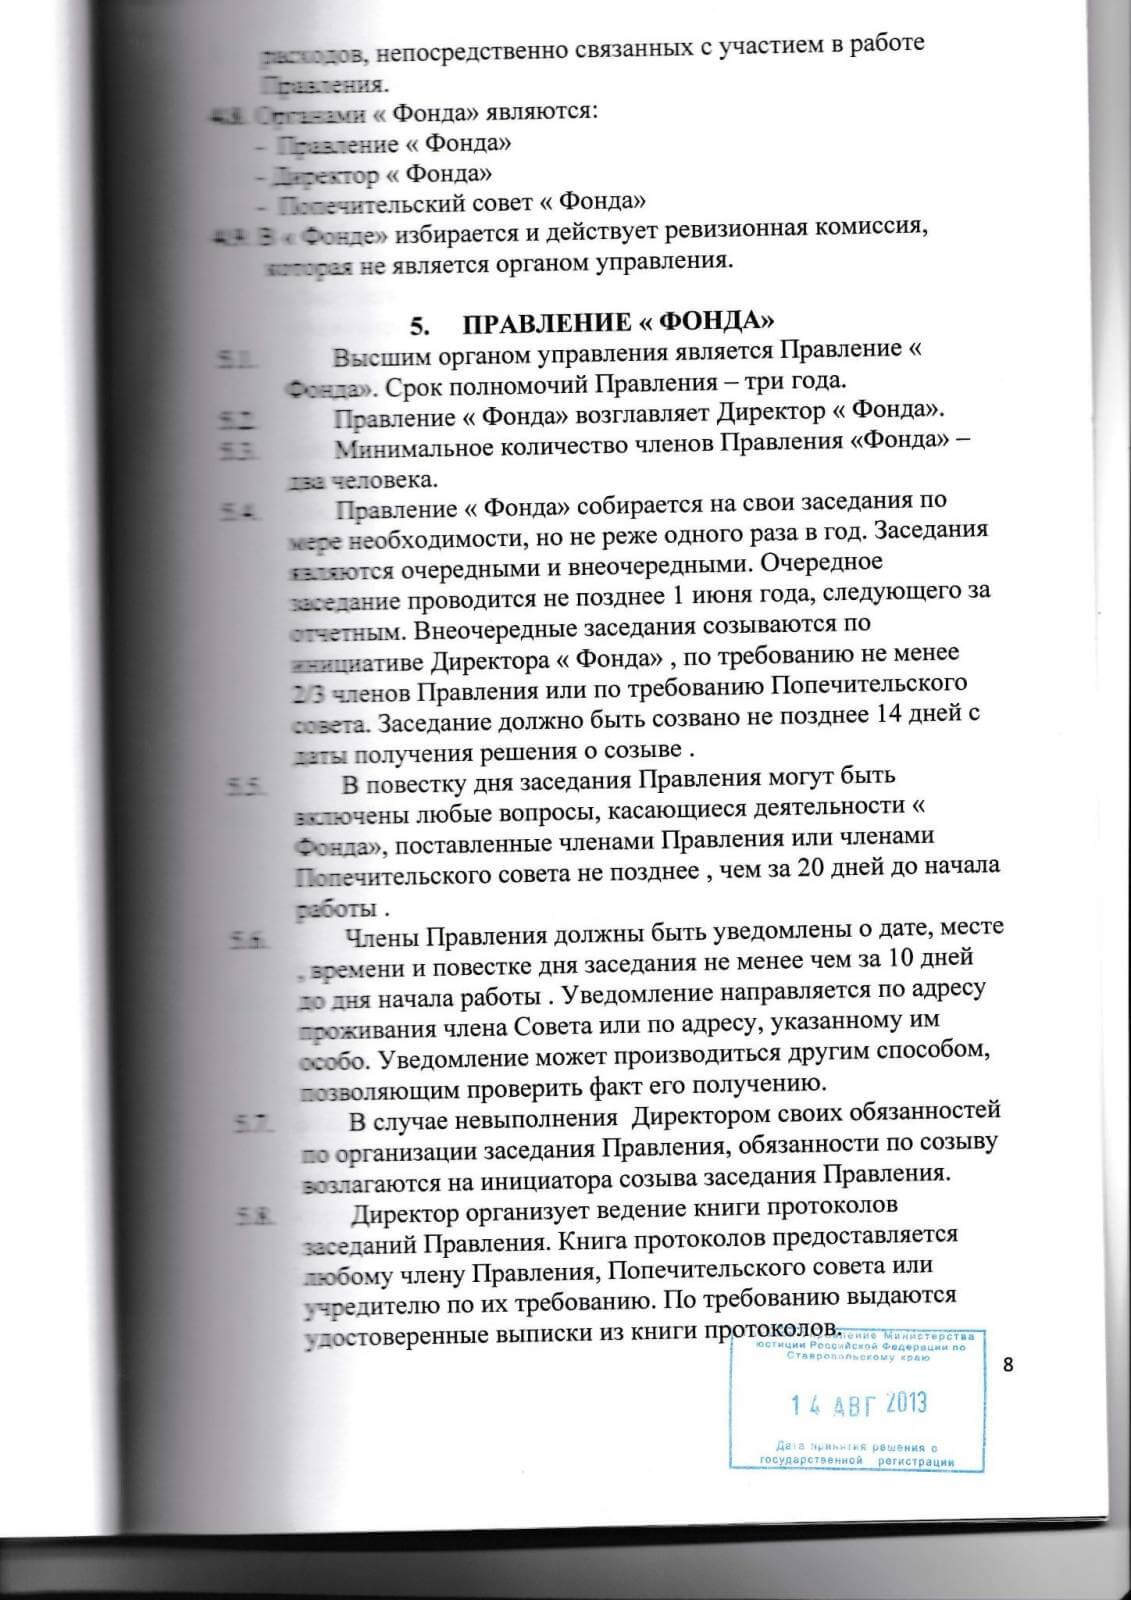 расходов, непосредственно связанных с участием в работе
Правления.
4.8. Органами « Фонда» являются:
- Правление « Фонда»
- Директор « Фонда»
- Попечительский совет « Фонда»
4.9. В « Фонде» избирается и действует ревизионная комиссия,
которая не является органом управления.
5. ПРАВЛЕНИЕ « ФОНДА»
5.1. Высшим органом управления является Правление «
Фонда». Срок полномочий Правления – три года.
5.2. Правление « Фонда» возглавляет Директор « Фонда».
5.3. Минимальное количество членов Правления «Фонда» –
два человека.
5.4. Правление « Фонда» собирается на свои заседания по
мере необходимости, но не реже одного раза в год. Заседания
являются очередными и внеочередными. Очередное
заседание проводится не позднее 1 июня года, следующего за
отчетным. Внеочередные заседания созываются по
инициативе Директора « Фонда» , по требованию не менее
2/3 членов Правления или по требованию Попечительского
совета. Заседание должно быть созвано не позднее 14 дней с
даты получения решения о созыве .
5.5. В повестку дня заседания Правления могут быть
включены любые вопросы, касающиеся деятельности «
Фонда», поставленные членами Правления или членами
Попечительского совета не позднее , чем за 20 дней до начала
работы .
5.6. Члены Правления должны быть уведомлены о дате, месте
, времени и повестке дня заседания не менее чем за 10 дней
до дня начала работы . Уведомление направляется по адресу
проживания члена Совета или по адресу, указанному им
особо. Уведомление может производиться другим способом,
позволяющим проверить факт его получению.
5.7. В случае невыполнения Директором своих обязанностей
по организации заседания Правления, обязанности по созыву
возлагаются на инициатора созыва заседания Правления.
5.8. Директор организует ведение книги протоколов
заседаний Правления. Книга протоколов предоставляется
любому члену Правления, Попечительского совета или
учредителю по их требованию. По требованию выдаются
удостоверенные выписки из книги протоколов.
Министерства
юстиции Российской Федерации по
Ставропольскому краю
8
14 АВГ 2013
Дата принятия решения о
государственной регистрации